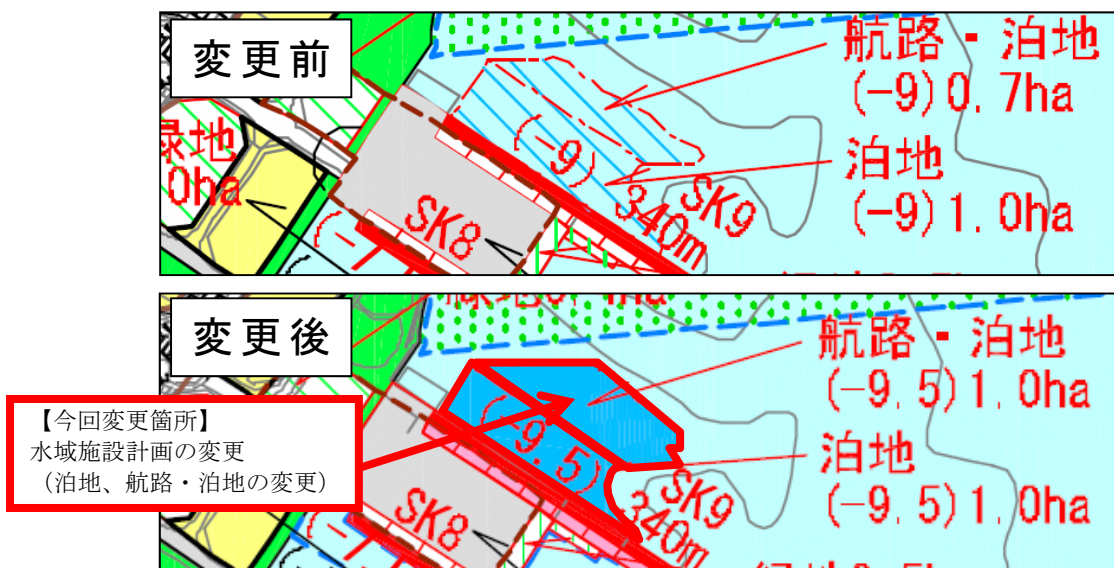 変更前
航路・泊地
(-9)0.7ha
泊地
(-9)1.0ha
緑地
0ha
(-9)
SK8
SK9
340m
変更後
航路・泊地
(-9.5)1.0ha
泊地
(-9.5)1.0ha
【今回変更箇所】
水域施設計画の変更
(泊地、航路・泊地の変更)
(-9.5)
SK8
SK9
340m